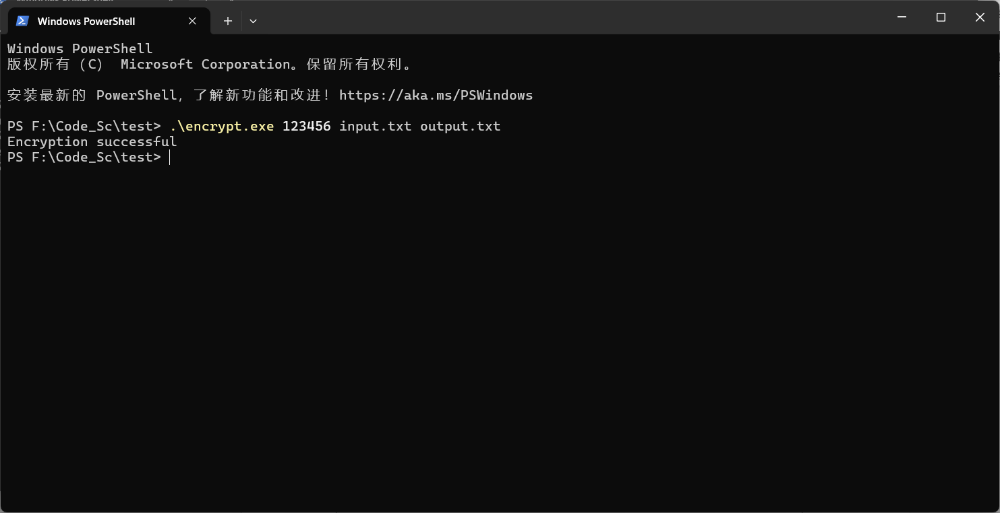 Windows PowerShell
Windows PowerShell
版权所有（C） Microsoft Corporation。保留所有权利。
安装最新的 PowerShell，了解新功能和改进！https://aka.ms/PSWindows
PS F:\Code_Sc\test> .\encrypt.exe 123456 input.txt output.txt
Encryption successful
PS F:\Code_Sc\test>